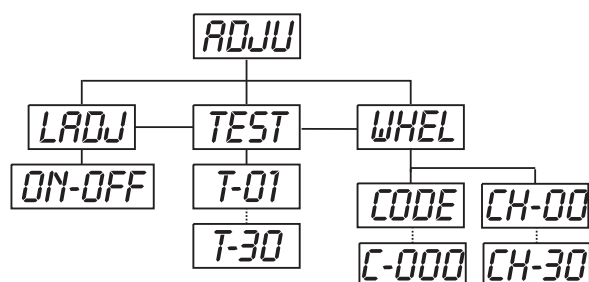 ADJU
LADJ TEST WHEL
ON-OFF T-01 CODE CH-00
T-30 C-000 CH-30